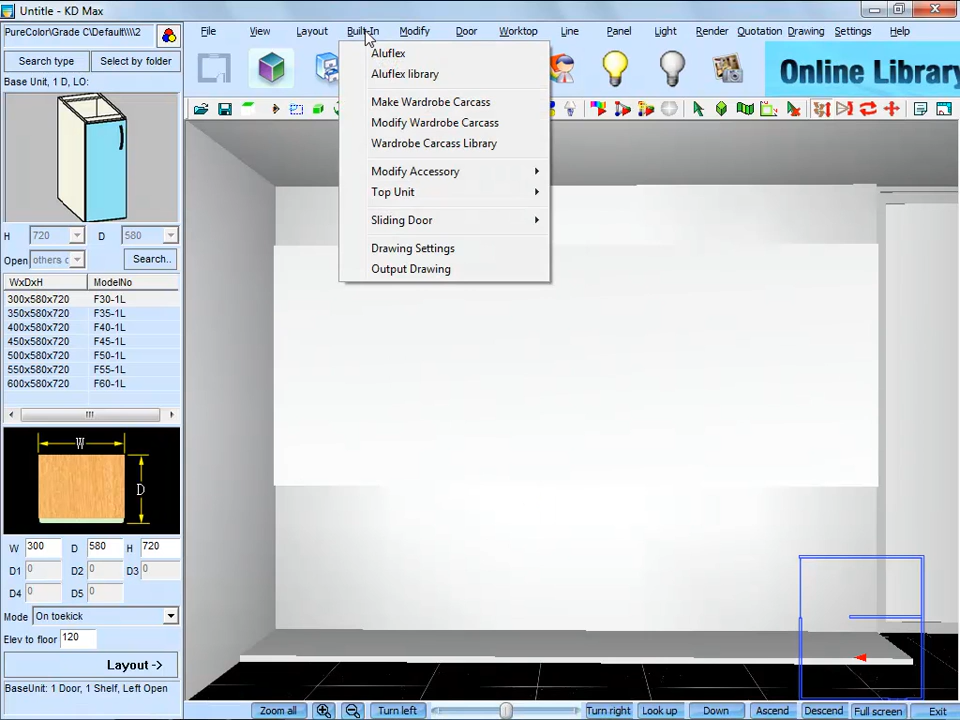 Untitle - KD Max
PureColor\Grade C\Default\\\\2
File View Layout Built-In Modify Door Worktop Line Panel Light Render Quotation Drawing Settings Help
Search type Select by folder
Online Library
Base Unit, 1 D, LO:
Aluflex
Aluflex library
Make Wardrobe Carcass
Modify Wardrobe Carcass
Wardrobe Carcass Library
Modify Accessory
Top Unit
Sliding Door
Drawing Settings
Output Drawing
H 720 D 580
Open others c Search..
WxDxH ModelNo
300x580x720 F30-1L
350x580x720 F35-1L
400x580x720 F40-1L
450x580x720 F45-1L
500x580x720 F50-1L
550x580x720 F55-1L
600x580x720 F60-1L
W
D
W 300 D 580 H 720
D1 0 D2 0 D3 0
D4 0 D5 0
Mode On toekick
Elev to floor 120
Layout ->
BaseUnit: 1 Door, 1 Shelf, Left Open
Zoom all Turn left Turn right Look up Down Ascend Descend Full screen Exit